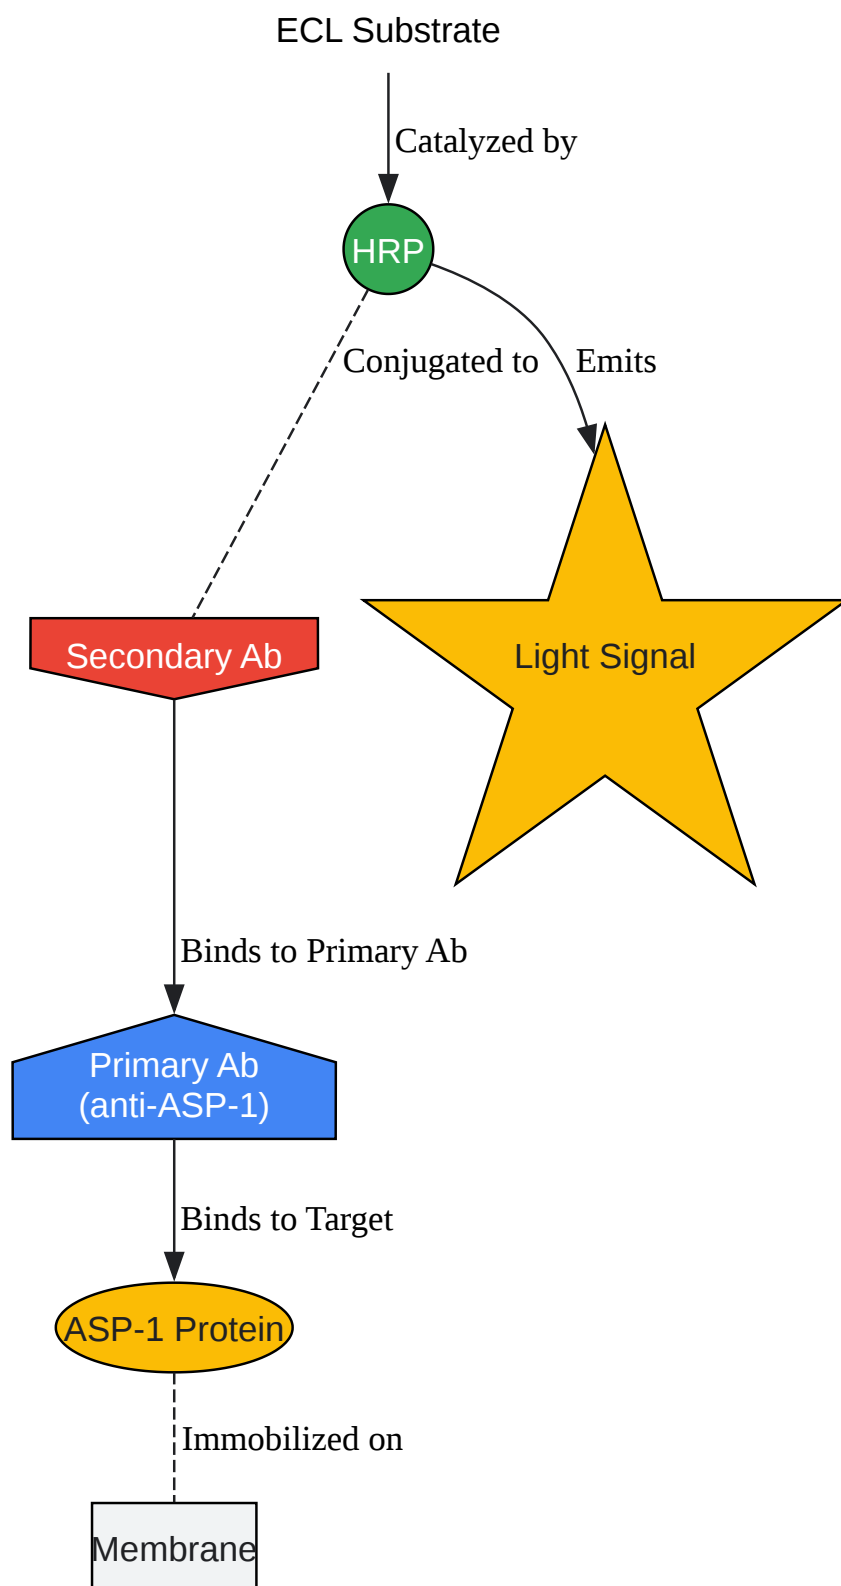 ECL Substrate
Catalyzed by
HRP
Conjugated to
Emits
Secondary Ab
Light Signal
Binds to Primary Ab
Primary Ab
(anti-ASP-1)
Binds to Target
ASP-1 Protein
Immobilized on
Membrane